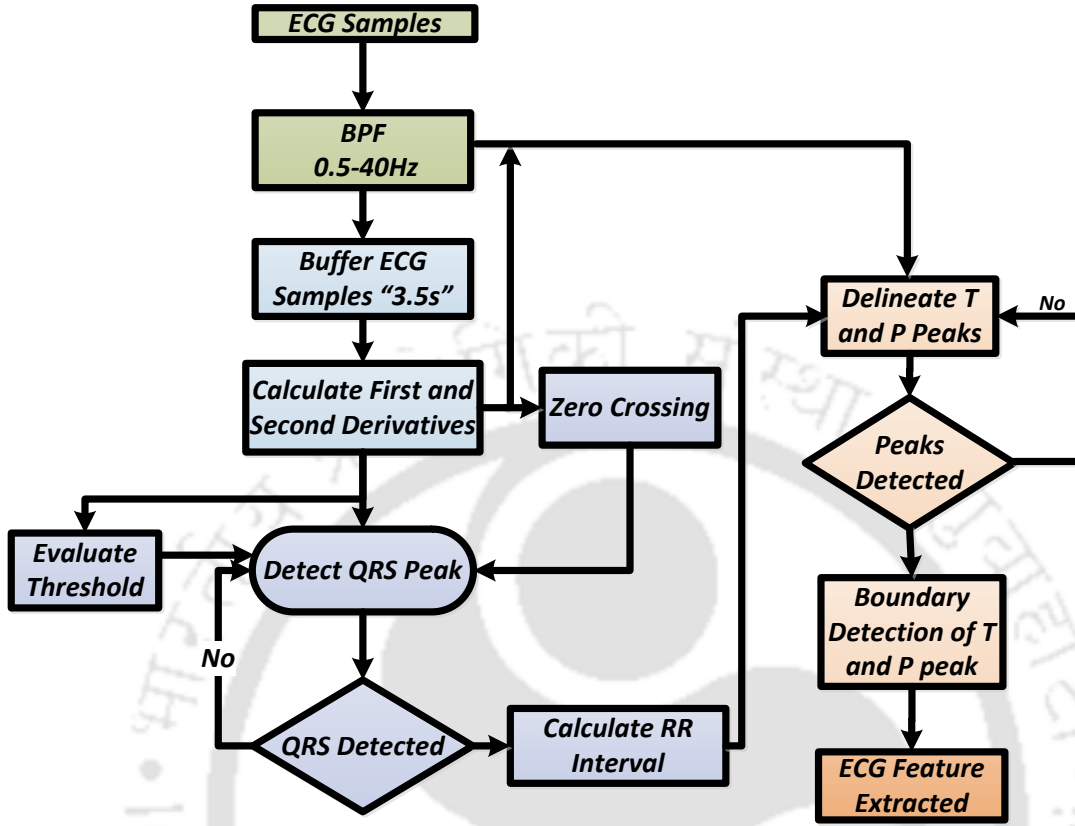 ECG Samples
BPF
0.5-40Hz
Buffer ECG
Samples “3.5s”
Calculate First and
Second Derivatives
Zero Crossing
Evaluate
Threshold
Detect QRS Peak
No
QRS Detected
Calculate RR
Interval
Delineate T
and P Peaks
No
Peaks
Detected
Boundary
Detection of T
and P peak
ECG Feature
Extracted